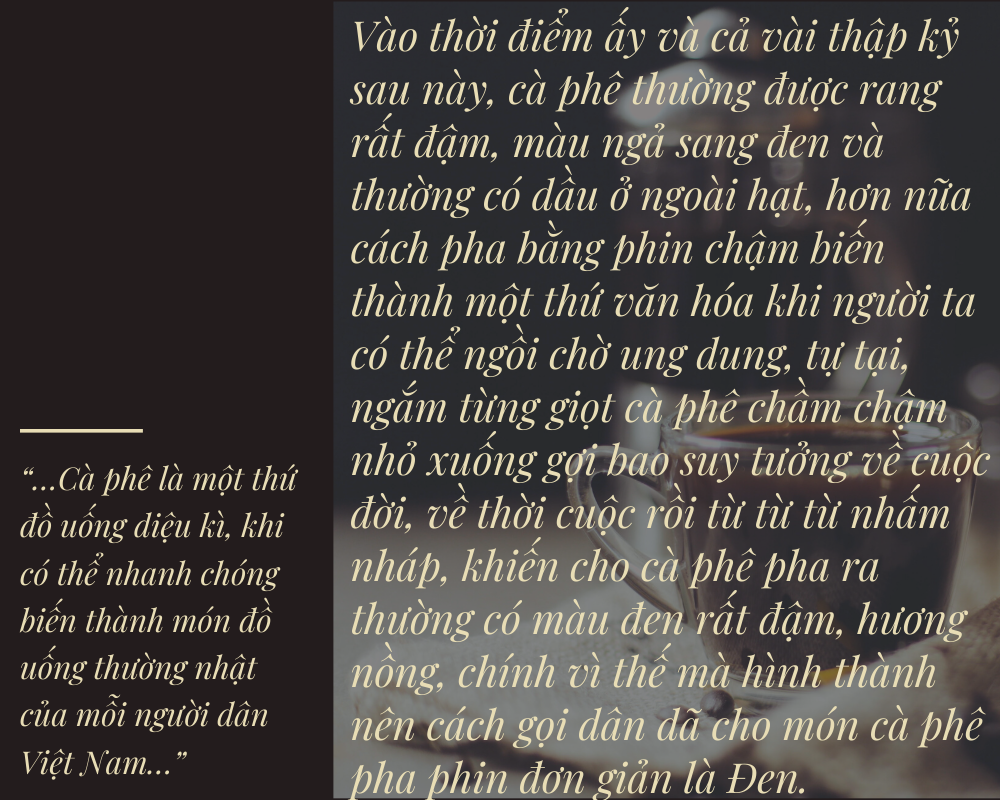 Vào thời điểm ấy và cả vài thập kỷ
sau này, cà phê thường được rang
rất đậm, màu ngả sang đen và
thường có dầu ở ngoài hạt, hơn nữa
cách pha bằng phin chậm biến
thành một thứ văn hóa khi người ta
có thể ngồi chờ ung dung, tự tại,
ngắm từng giọt cà phê chầm chậm
nhỏ xuống gợi bao suy tưởng về cuộc
đời, về thời cuộc rồi từ từ từ nhấm
nháp, khiến cho cà phê pha ra
thường có màu đen rất đậm, hương
nồng, chính vì thế mà hình thành
nên cách gọi dân dã cho món cà phê
pha phin đơn giản là Đen.
“...Cà phê là một thứ
đồ uống diệu kì, khi
có thể nhanh chóng
biến thành món đồ
uống thường nhật
của mỗi người dân
Việt Nam...”